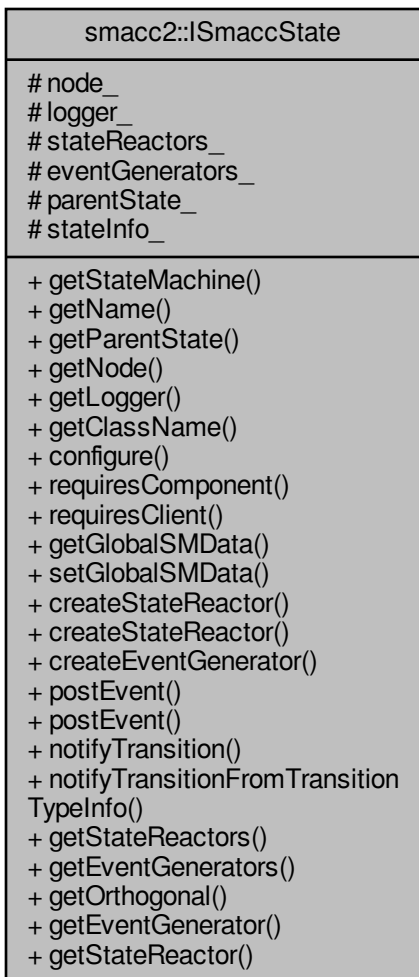 smacc2::ISmaccState
# node_
# logger_
# stateReactors_
# eventGenerators_
# parentState_
# stateInfo_
+ getStateMachine()
+ getName()
+ getParentState()
+ getNode()
+ getLogger()
+ getClassName()
+ configure()
+ requiresComponent()
+ requiresClient()
+ getGlobalSMData()
+ setGlobalSMData()
+ createStateReactor()
+ createStateReactor()
+ createEventGenerator()
+ postEvent()
+ postEvent()
+ notifyTransition()
+ notifyTransitionFromTransition
TypeInfo()
+ getStateReactors()
+ getEventGenerators()
+ getOrthogonal()
+ getEventGenerator()
+ getStateReactor()